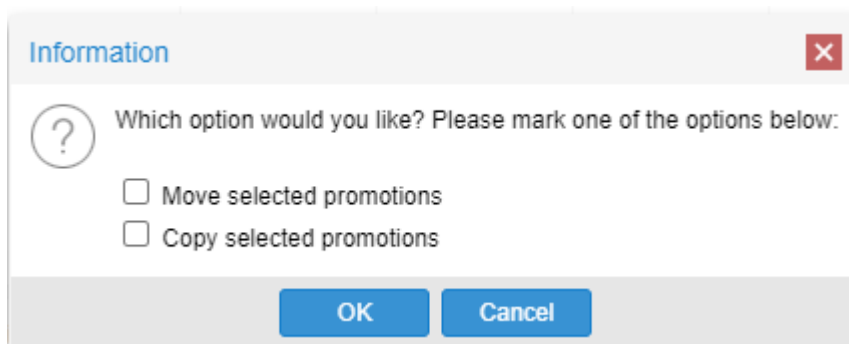 Information
Which option would you like? Please mark one of the options below:
Move selected promotions
Copy selected promotions
OK
Cancel